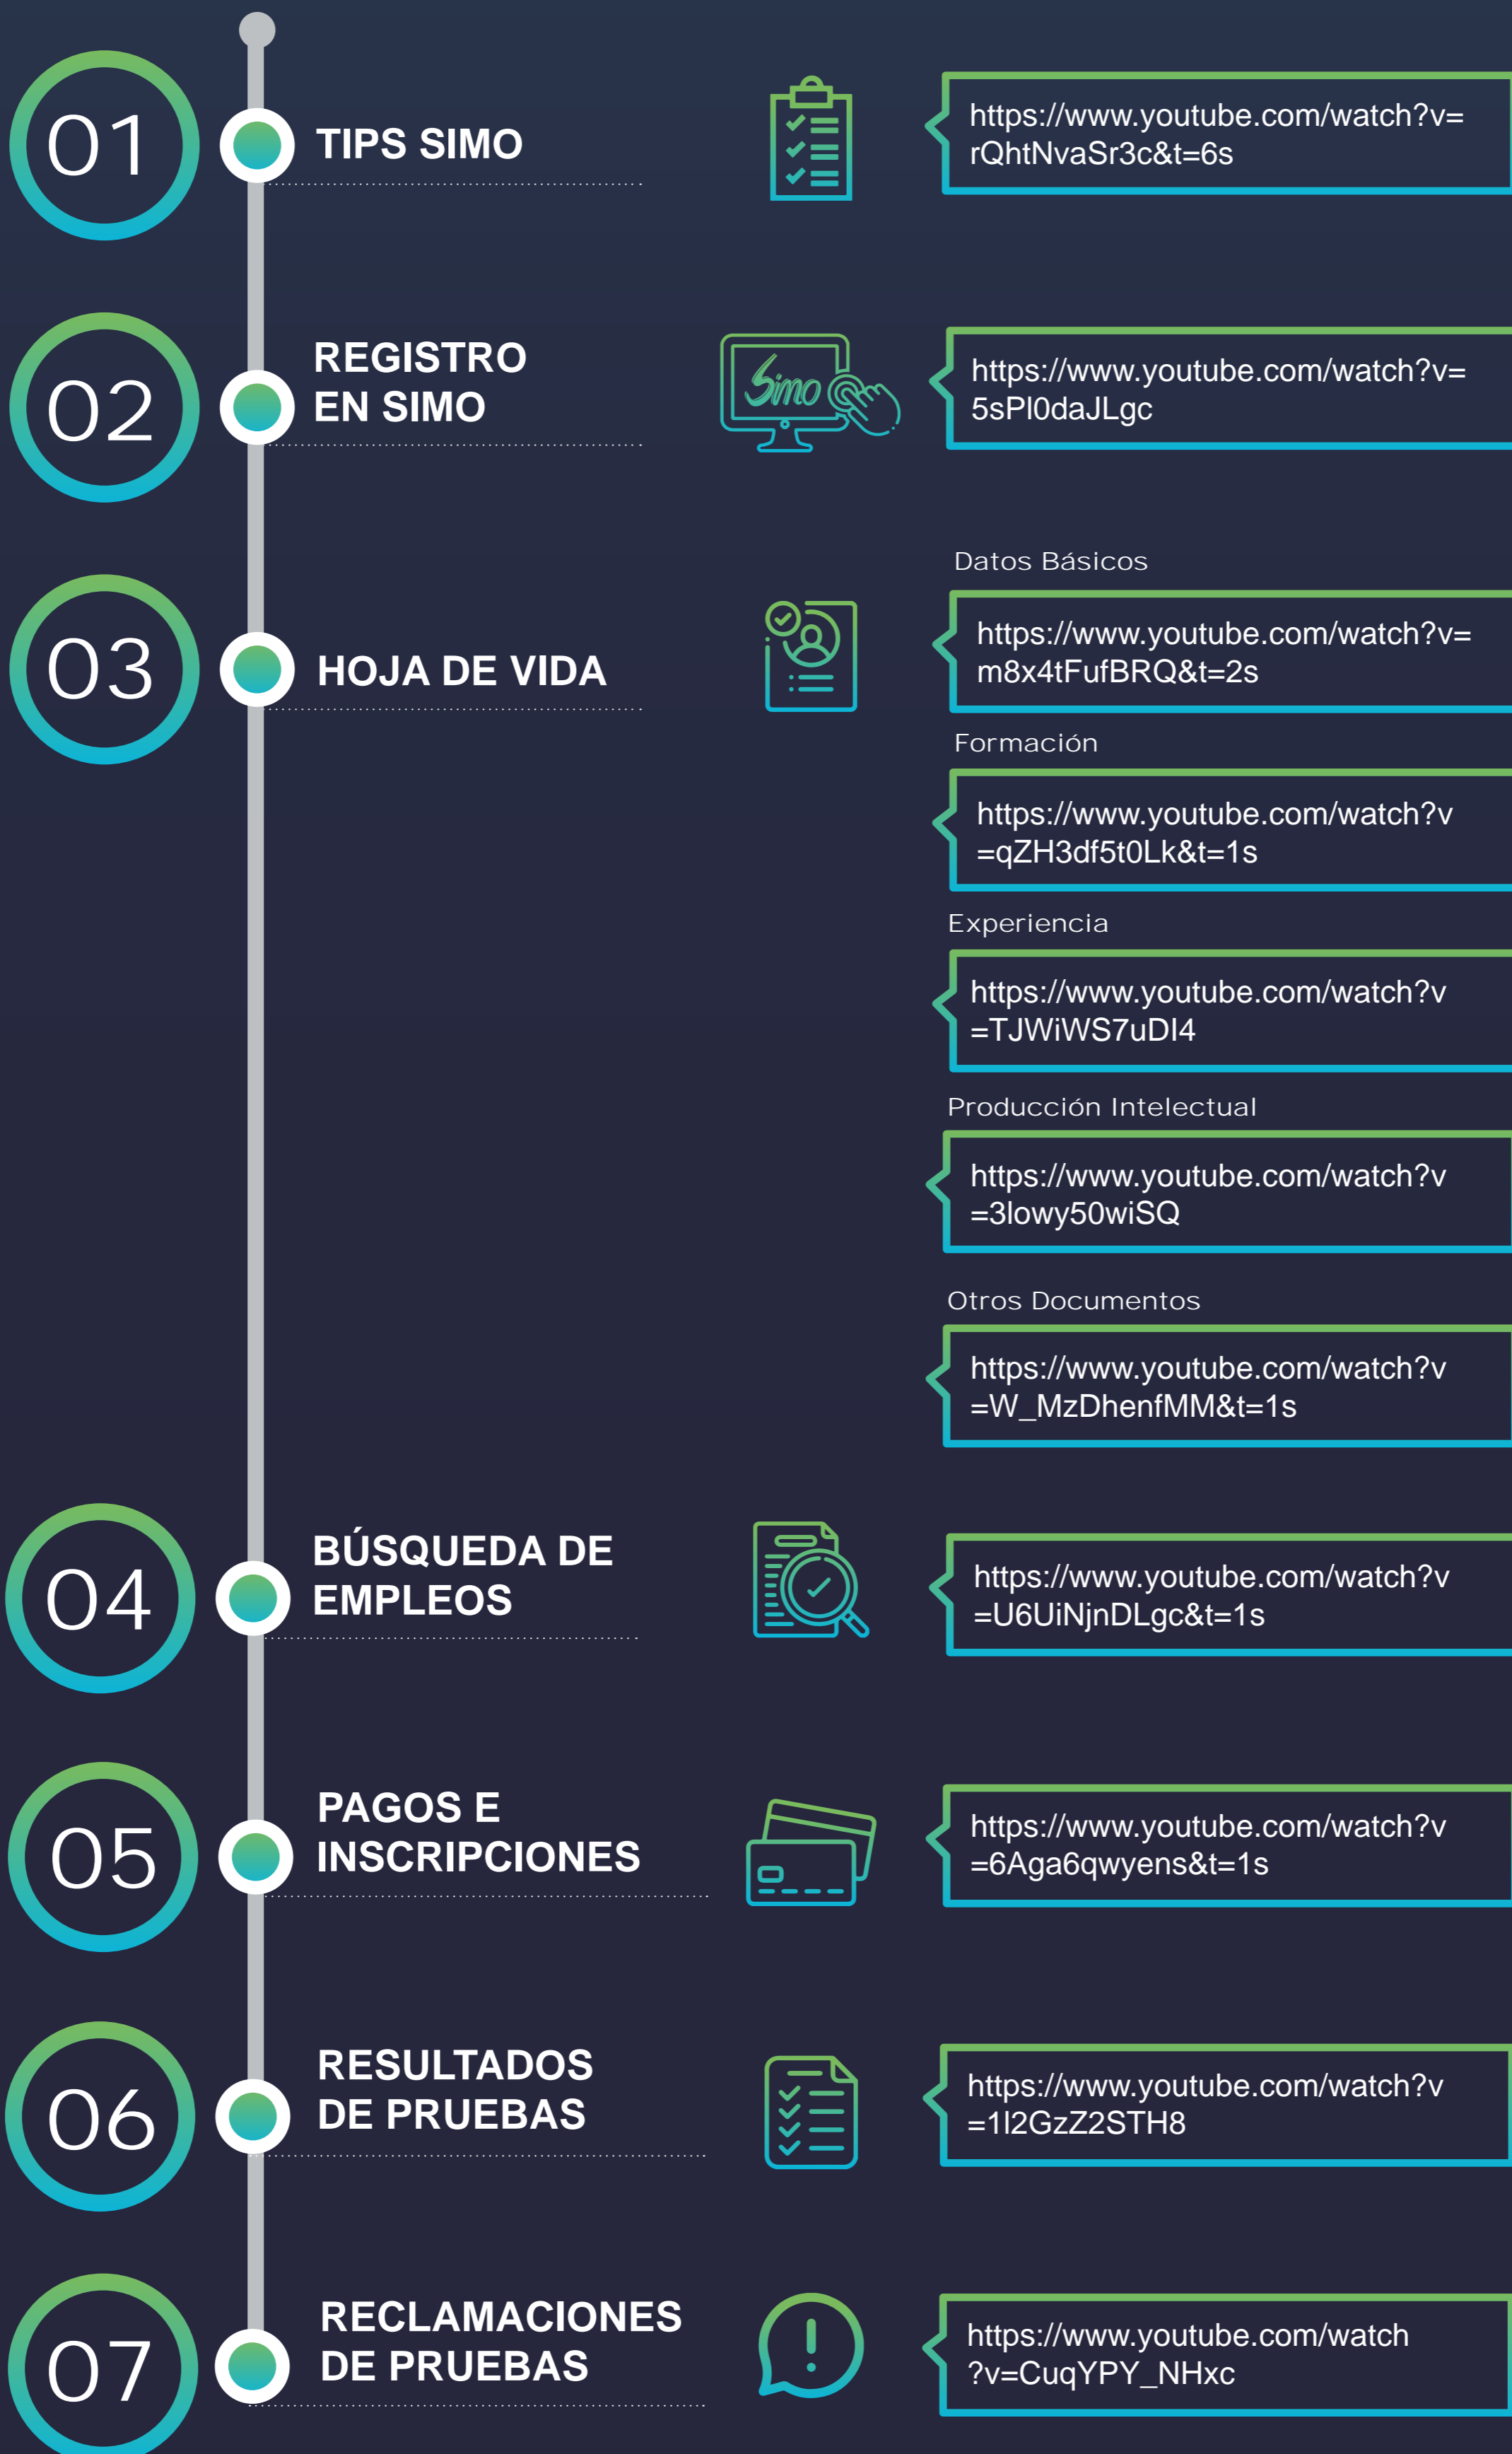 01
TIPS SIMO
https://www.youtube.com/watch?v=
rQhtNvaSr3c&t=6s
02
REGISTRO
EN SIMO
Simo
https://www.youtube.com/watch?v=
5sPl0daJLgc
03
HOJA DE VIDA
Datos Básicos
https://www.youtube.com/watch?v=
m8x4tFufBRQ&t=2s
Formación
https://www.youtube.com/watch?v
=qZH3df5t0Lk&t=1s
Experiencia
https://www.youtube.com/watch?v
=TJWiWS7uDI4
Producción Intelectual
https://www.youtube.com/watch?v
=3lowy50wiSQ
Otros Documentos
https://www.youtube.com/watch?v
=W_MzDhenfMM&t=1s
04
BÚSQUEDA DE
EMPLEOS
https://www.youtube.com/watch?v
=U6UiNjnDLgc&t=1s
05
PAGOS E
INSCRIPCIONES
https://www.youtube.com/watch?v
=6Aga6qwyens&t=1s
06
RESULTADOS
DE PRUEBAS
https://www.youtube.com/watch?v
=1l2GzZ2STH8
07
RECLAMACIONES
DE PRUEBAS
https://www.youtube.com/watch
?v=CuqYPY_NHxc